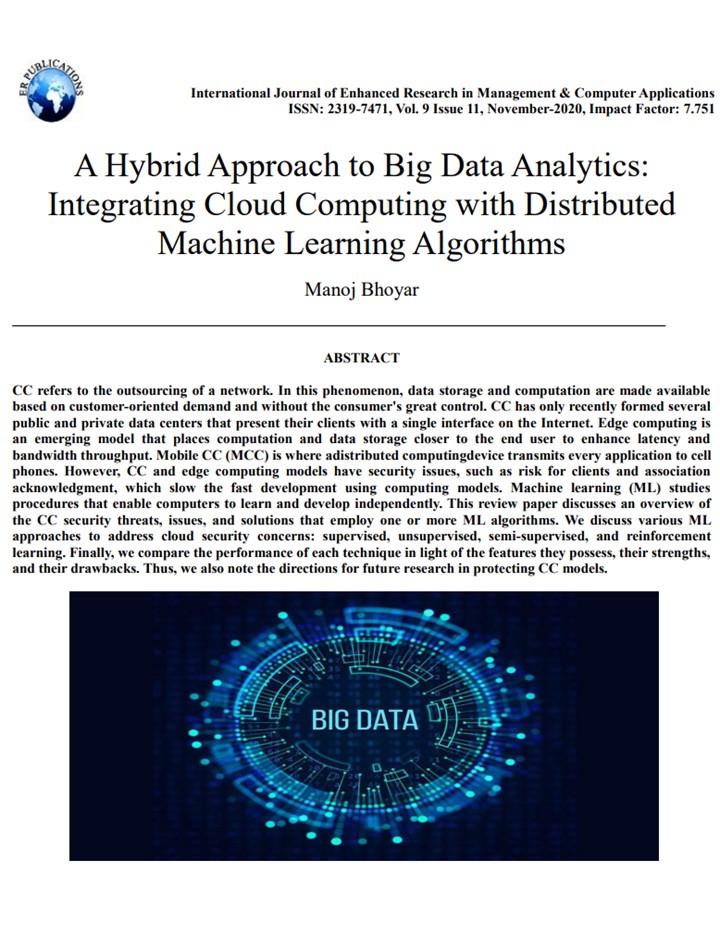 ER PUBLICATIONS
International Journal of Enhanced Research in Management & Computer Applications
ISSN: 2319-7471, Vol. 9 Issue 11, November-2020, Impact Factor: 7.751
A Hybrid Approach to Big Data Analytics:
Integrating Cloud Computing with Distributed
Machine Learning Algorithms
Manoj Bhoyar
ABSTRACT
CC refers to the outsourcing of a network. In this phenomenon, data storage and computation are made available
based on customer-oriented demand and without the consumer's great control. CC has only recently formed several
public and private data centers that present their clients with a single interface on the Internet. Edge computing is
an emerging model that places computation and data storage closer to the end user to enhance latency and
bandwidth throughput. Mobile CC (MCC) is where adistributed computingdevice transmits every application to cell
phones. However, CC and edge computing models have security issues, such as risk for clients and association
acknowledgment, which slow the fast development using computing models. Machine learning (ML) studies
procedures that enable computers to learn and develop independently. This review paper discusses an overview of
the CC security threats, issues, and solutions that employ one or more ML algorithms. We discuss various ML
approaches to address cloud security concerns: supervised, unsupervised, semi-supervised, and reinforcement
learning. Finally, we compare the performance of each technique in light of the features they possess, their strengths,
and their drawbacks. Thus, we also note the directions for future research in protecting CC models.
BIG DATA